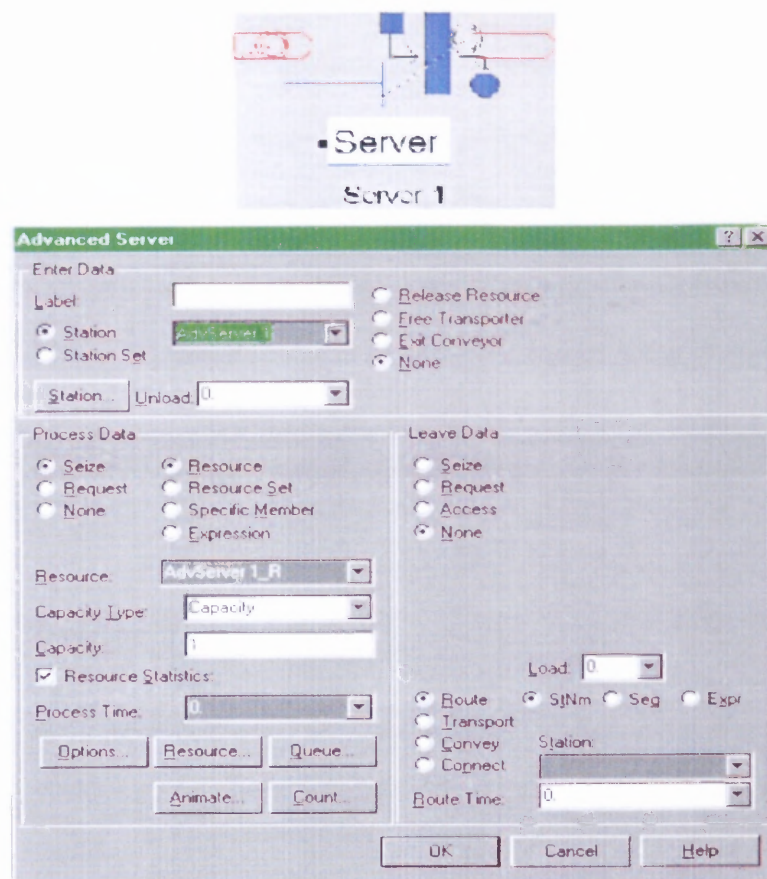 Server
Server 1
Advanced Server
Enter Data
Label:
Station
AdvServer 1
Station Set
Release Resource
Free Transporter
Exit Conveyor
None
Station...
Unload: 0.
Process Data
Seize
Resource
Request
Resource Set
None
Specific Member
Expression
Resource:
AdvServer 1_R
Capacity Type:
Capacity
Capacity:
1
Resource Statistics:
Process Time:
0.
Options...
Resource...
Queue...
Animate...
Count...
Leave Data
Seize
Request
Access
None
Load: 0.
Route
StNm
Seq
Expr
Transport
Convey
Station:
Connect
Route Time:
0.
OK
Cancel
Help